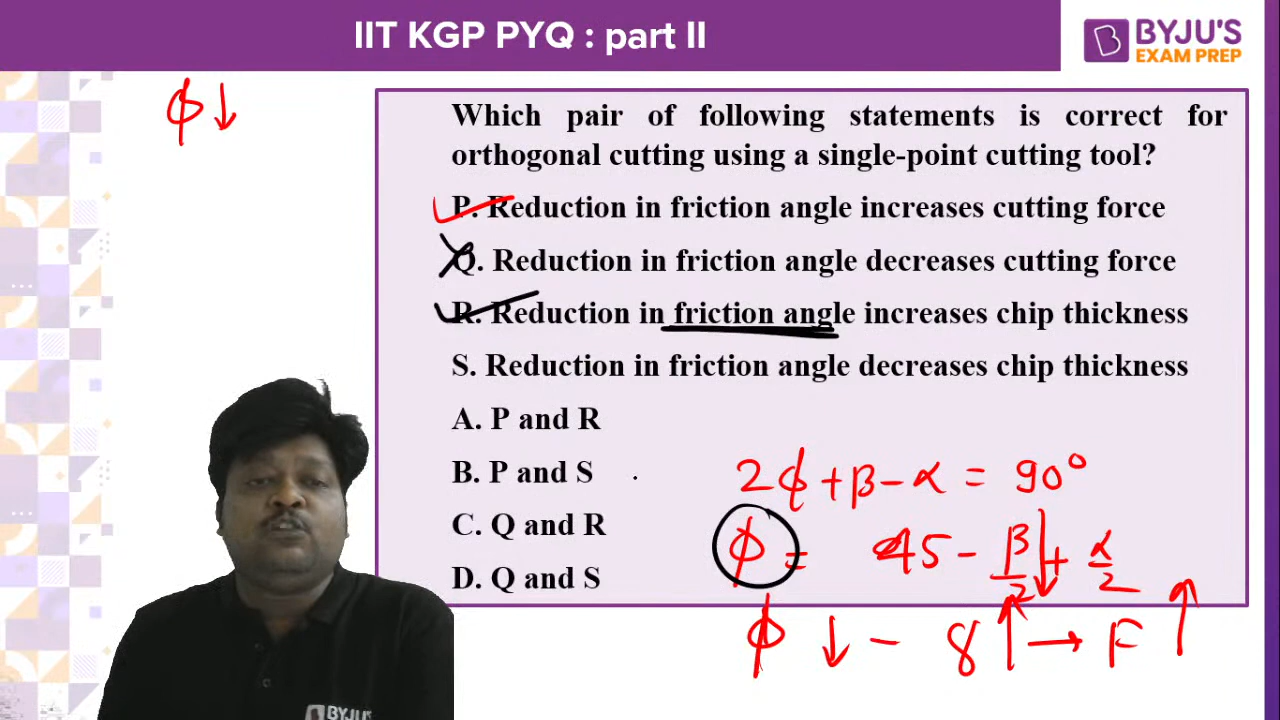 IIT KGP PYQ : part II
BYJU'S
EXAM PREP
ϕ↓
Which pair of following statements is correct for
orthogonal cutting using a single-point cutting tool?
P. Reduction in friction angle increases cutting force
Q. Reduction in friction angle decreases cutting force
R. Reduction in friction angle increases chip thickness
S. Reduction in friction angle decreases chip thickness
A. P and R
B. P and S
C. Q and R
D. Q and S
2ϕ+β-α = 90°
ϕ = 45 - β/2 ↓ + α/2
ϕ ↓ - 8↑ → F ↑
BYJU'S